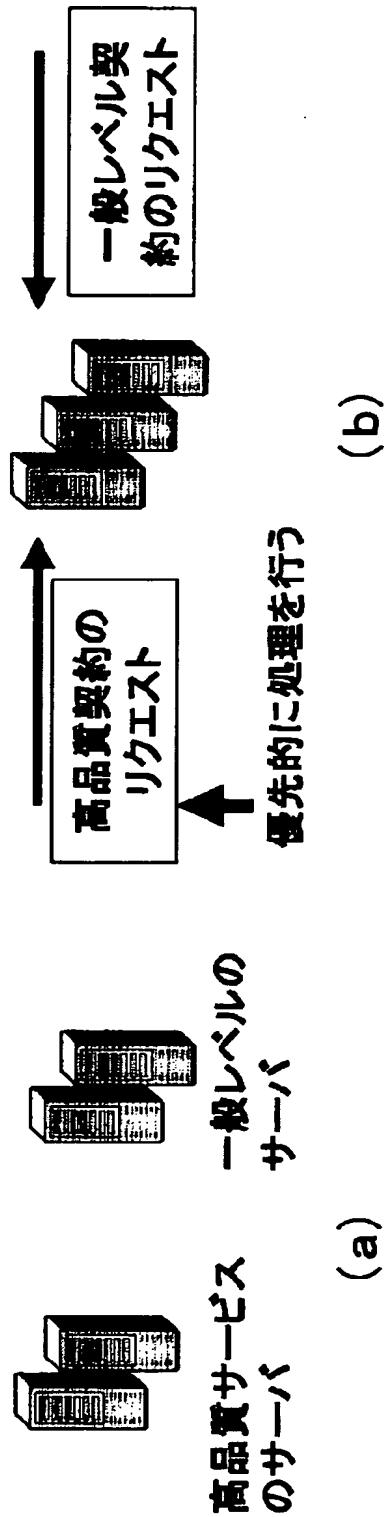 高品質サービス
のサーバ
一般レベルの
サーバ
(a)
高品質契約の
リクエスト
優先的に処理を行う
一般レベル契
約のリクエスト
(b)